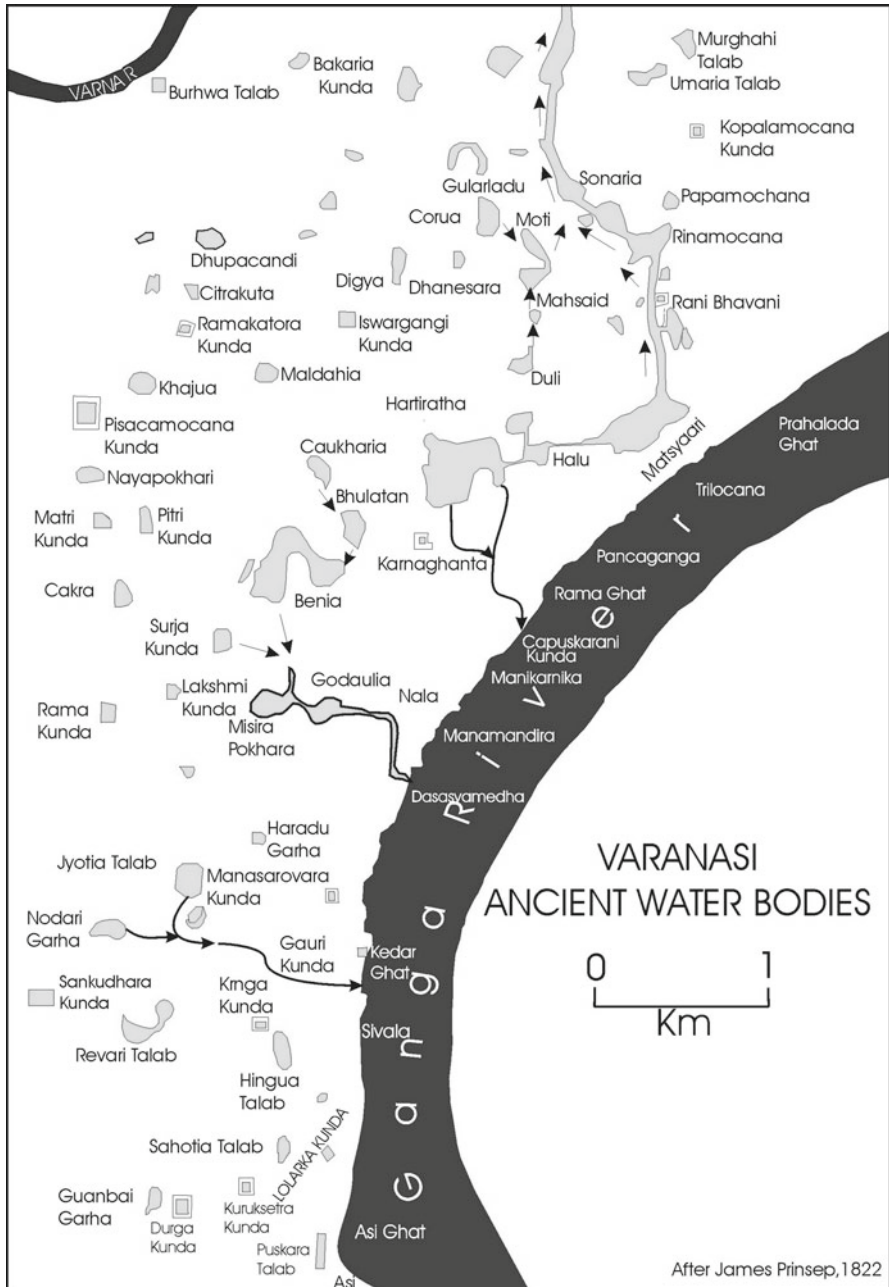 Murghahi
Talab
Bakaria
Kunda
VARNA R
Burhwa Talab
Umaria Talab
Kopalamocana
Kunda
Gularladu
Sonaria
Papamochana
Corua
Moti
Rinamocana
Dhupacandi
Digya
Dhanesara
Citrakuta
Mahsaid
Rani Bhavani
Ramakatora
Kunda
Iswargangi
Kunda
Khajua
Maldahia
Duli
Pisacamocana
Kunda
Hartiratha
Prahalada
Ghat
Caukharia
Halu
Matsyaari
Nayapokhari
Trilocana
Bhulatan
Matri
Kunda
Pitri
Kunda
Karnaghanta
Pancaganga
Cakra
Benia
Rama Ghat
Surja
Kunda
Capuskarani
Kunda
Lakshmi
Kunda
Godaulia
Nala
Manikarnika
Rama
Kunda
Misira
Pokhara
Manamandira
Dasasyamedha
Ganga River
Haradu
Garha
VARANASI
ANCIENT WATER BODIES
Jyotia Talab
Manasarovara
Kunda
Nodari
Garha
Gauri
Kunda
Kedar
Ghat
0 1
Km
Sankudhara
Kunda
Krnga
Kunda
Sivala
Revari Talab
Hingua
Talab
Sahotia Talab
LOLARKA KUNDA
Guanbai
Garha
Durga
Kunda
Kuruksetra
Kunda
Puskara
Talab
Asi Ghat
Asi
After James Prinsep,1822